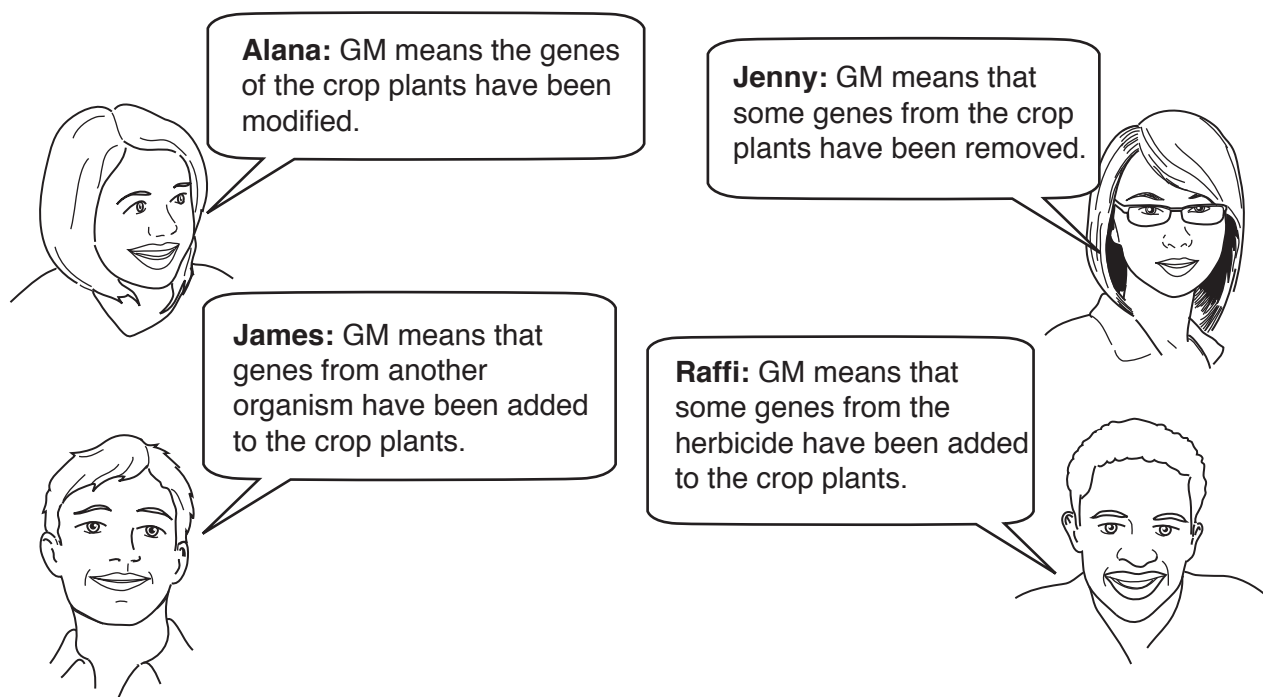 Alana: GM means the genes
of the crop plants have been
modified.
Jenny: GM means that
some genes from the crop
plants have been removed.
James: GM means that
genes from another
organism have been added
to the crop plants.
Raffi: GM means that
some genes from the
herbicide have been added
to the crop plants.